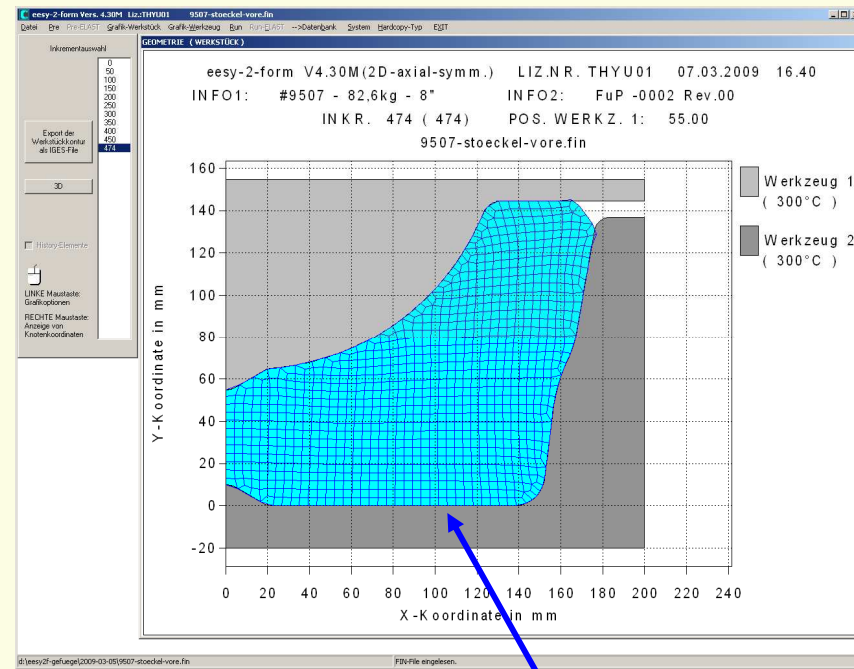 eesy-2-form Vers. 4.30M Liz.:THYU01 9507-stoeckel-vore.fin
Datei Pre Pre-ELAST Grafik-Werkstück Grafik-Werkzeug Run Run-ELAST -->Datenbank System Hardcopy-Typ EXIT
Inkrementauswahl
0
50
100
150
200
250
300
350
400
450
474
Export der
Werkstückkontur
als IGES-File
3D
History-Elemente
LINKE Maustaste:
Grafikoptionen
RECHTE Maustaste:
Anzeige von
Knotenkoordinaten
GEOMETRIE (WERKSTÜCK)
eesy-2-form V4.30M(2D-axial-symm.) LIZ.NR. THYU01 07.03.2009 16.40
INFO1: #9507 - 82,6kg - 8" INFO2: FuP -0002 Rev.00
INKR. 474 ( 474) POS. WERKZ. 1: 55.00
9507-stoeckel-vore.fin
160
140
120
100
80
60
40
20
0
-20
Y-Koordinate in mm
0 20 40 60 80 100 120 140 160 180 200 220 240
X-Koordinate in mm
Werkzeug 1
( 300°C )
Werkzeug 2
( 300°C )
d:\eesy2f-gefuege\2009-03-05\9507-stoeckel-vore.fin FIN-File eingelesen.